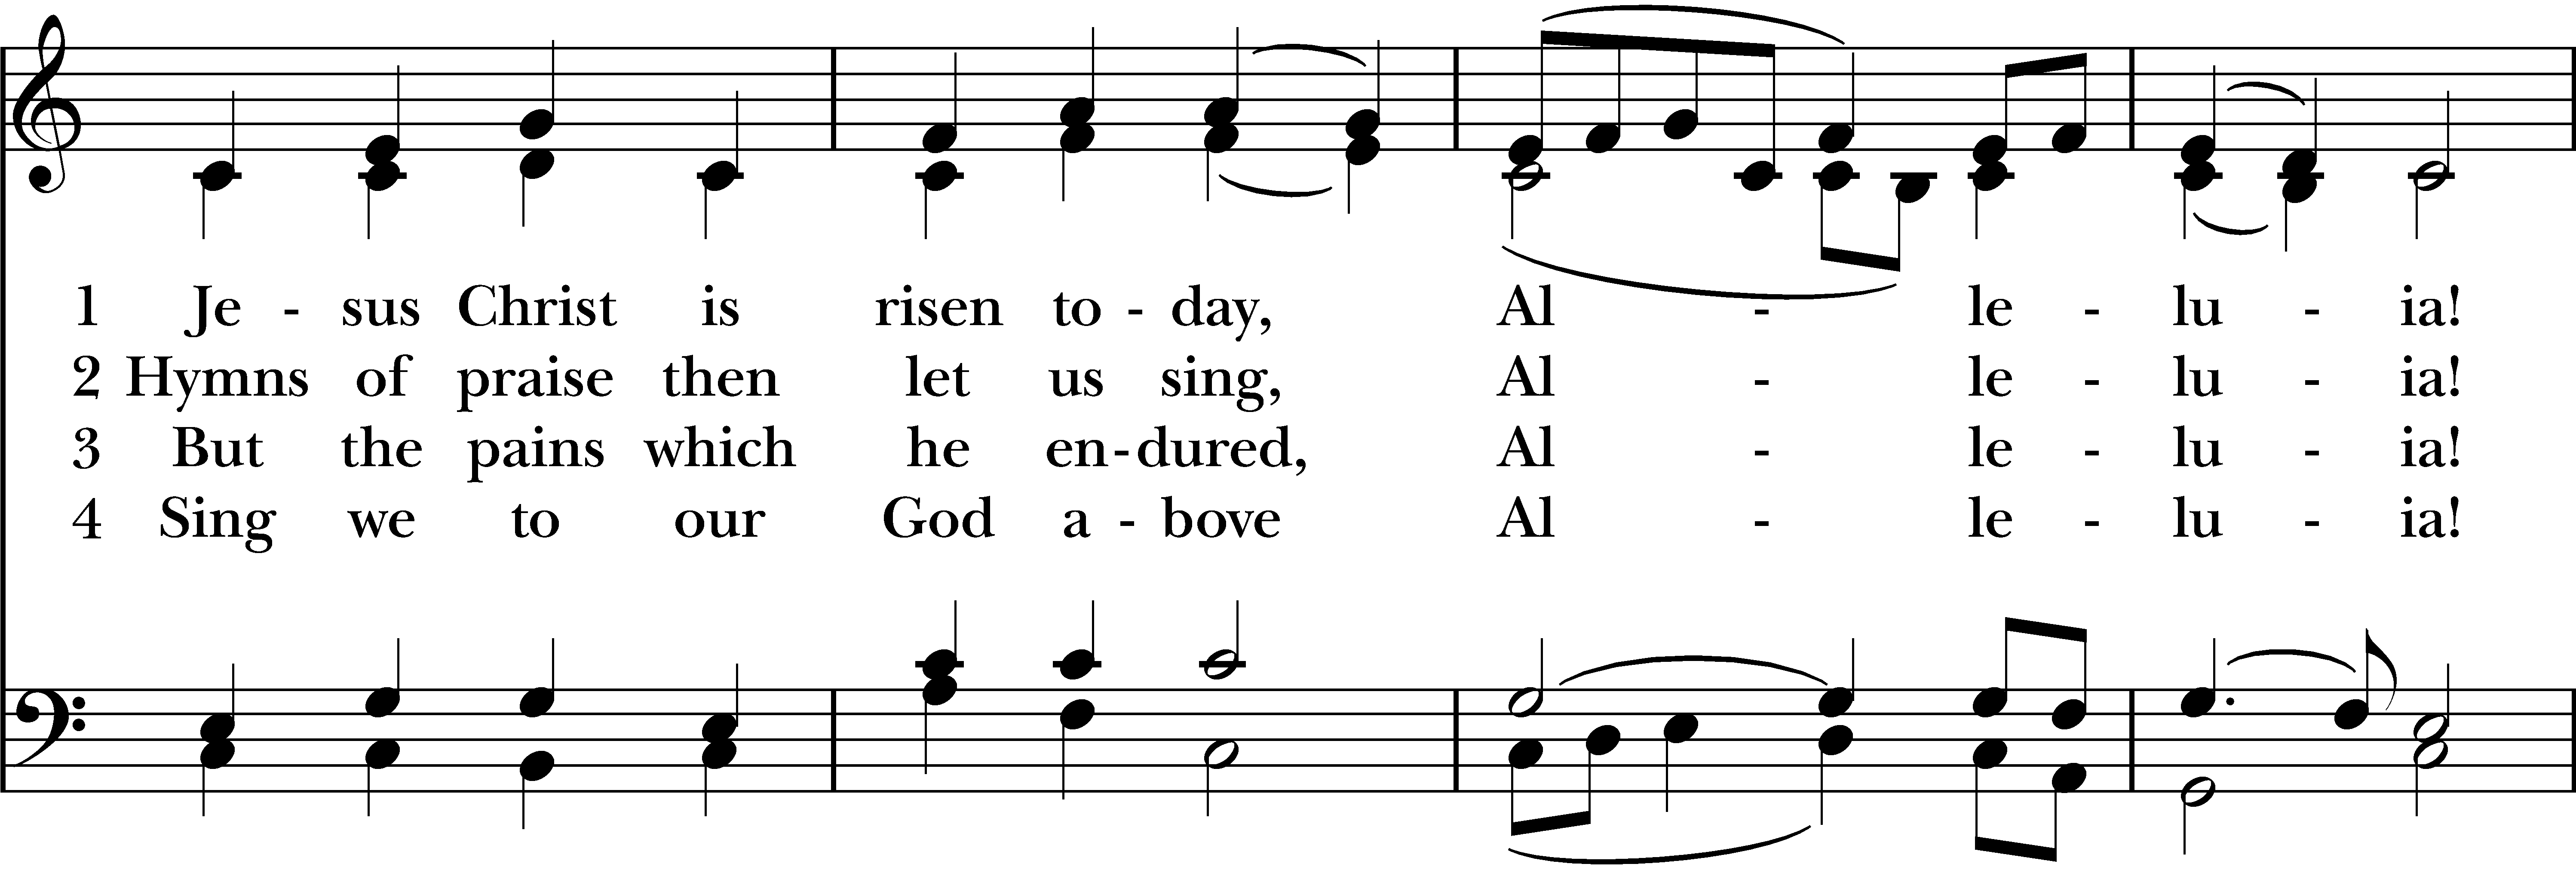 1 Je - sus Christ is risen to - day, Al - le - lu - ia!
2 Hymns of praise then let us sing, Al - le - lu - ia!
3 But the pains which he en - dured, Al - le - lu - ia!
4 Sing we to our God a - bove Al - le - lu - ia!